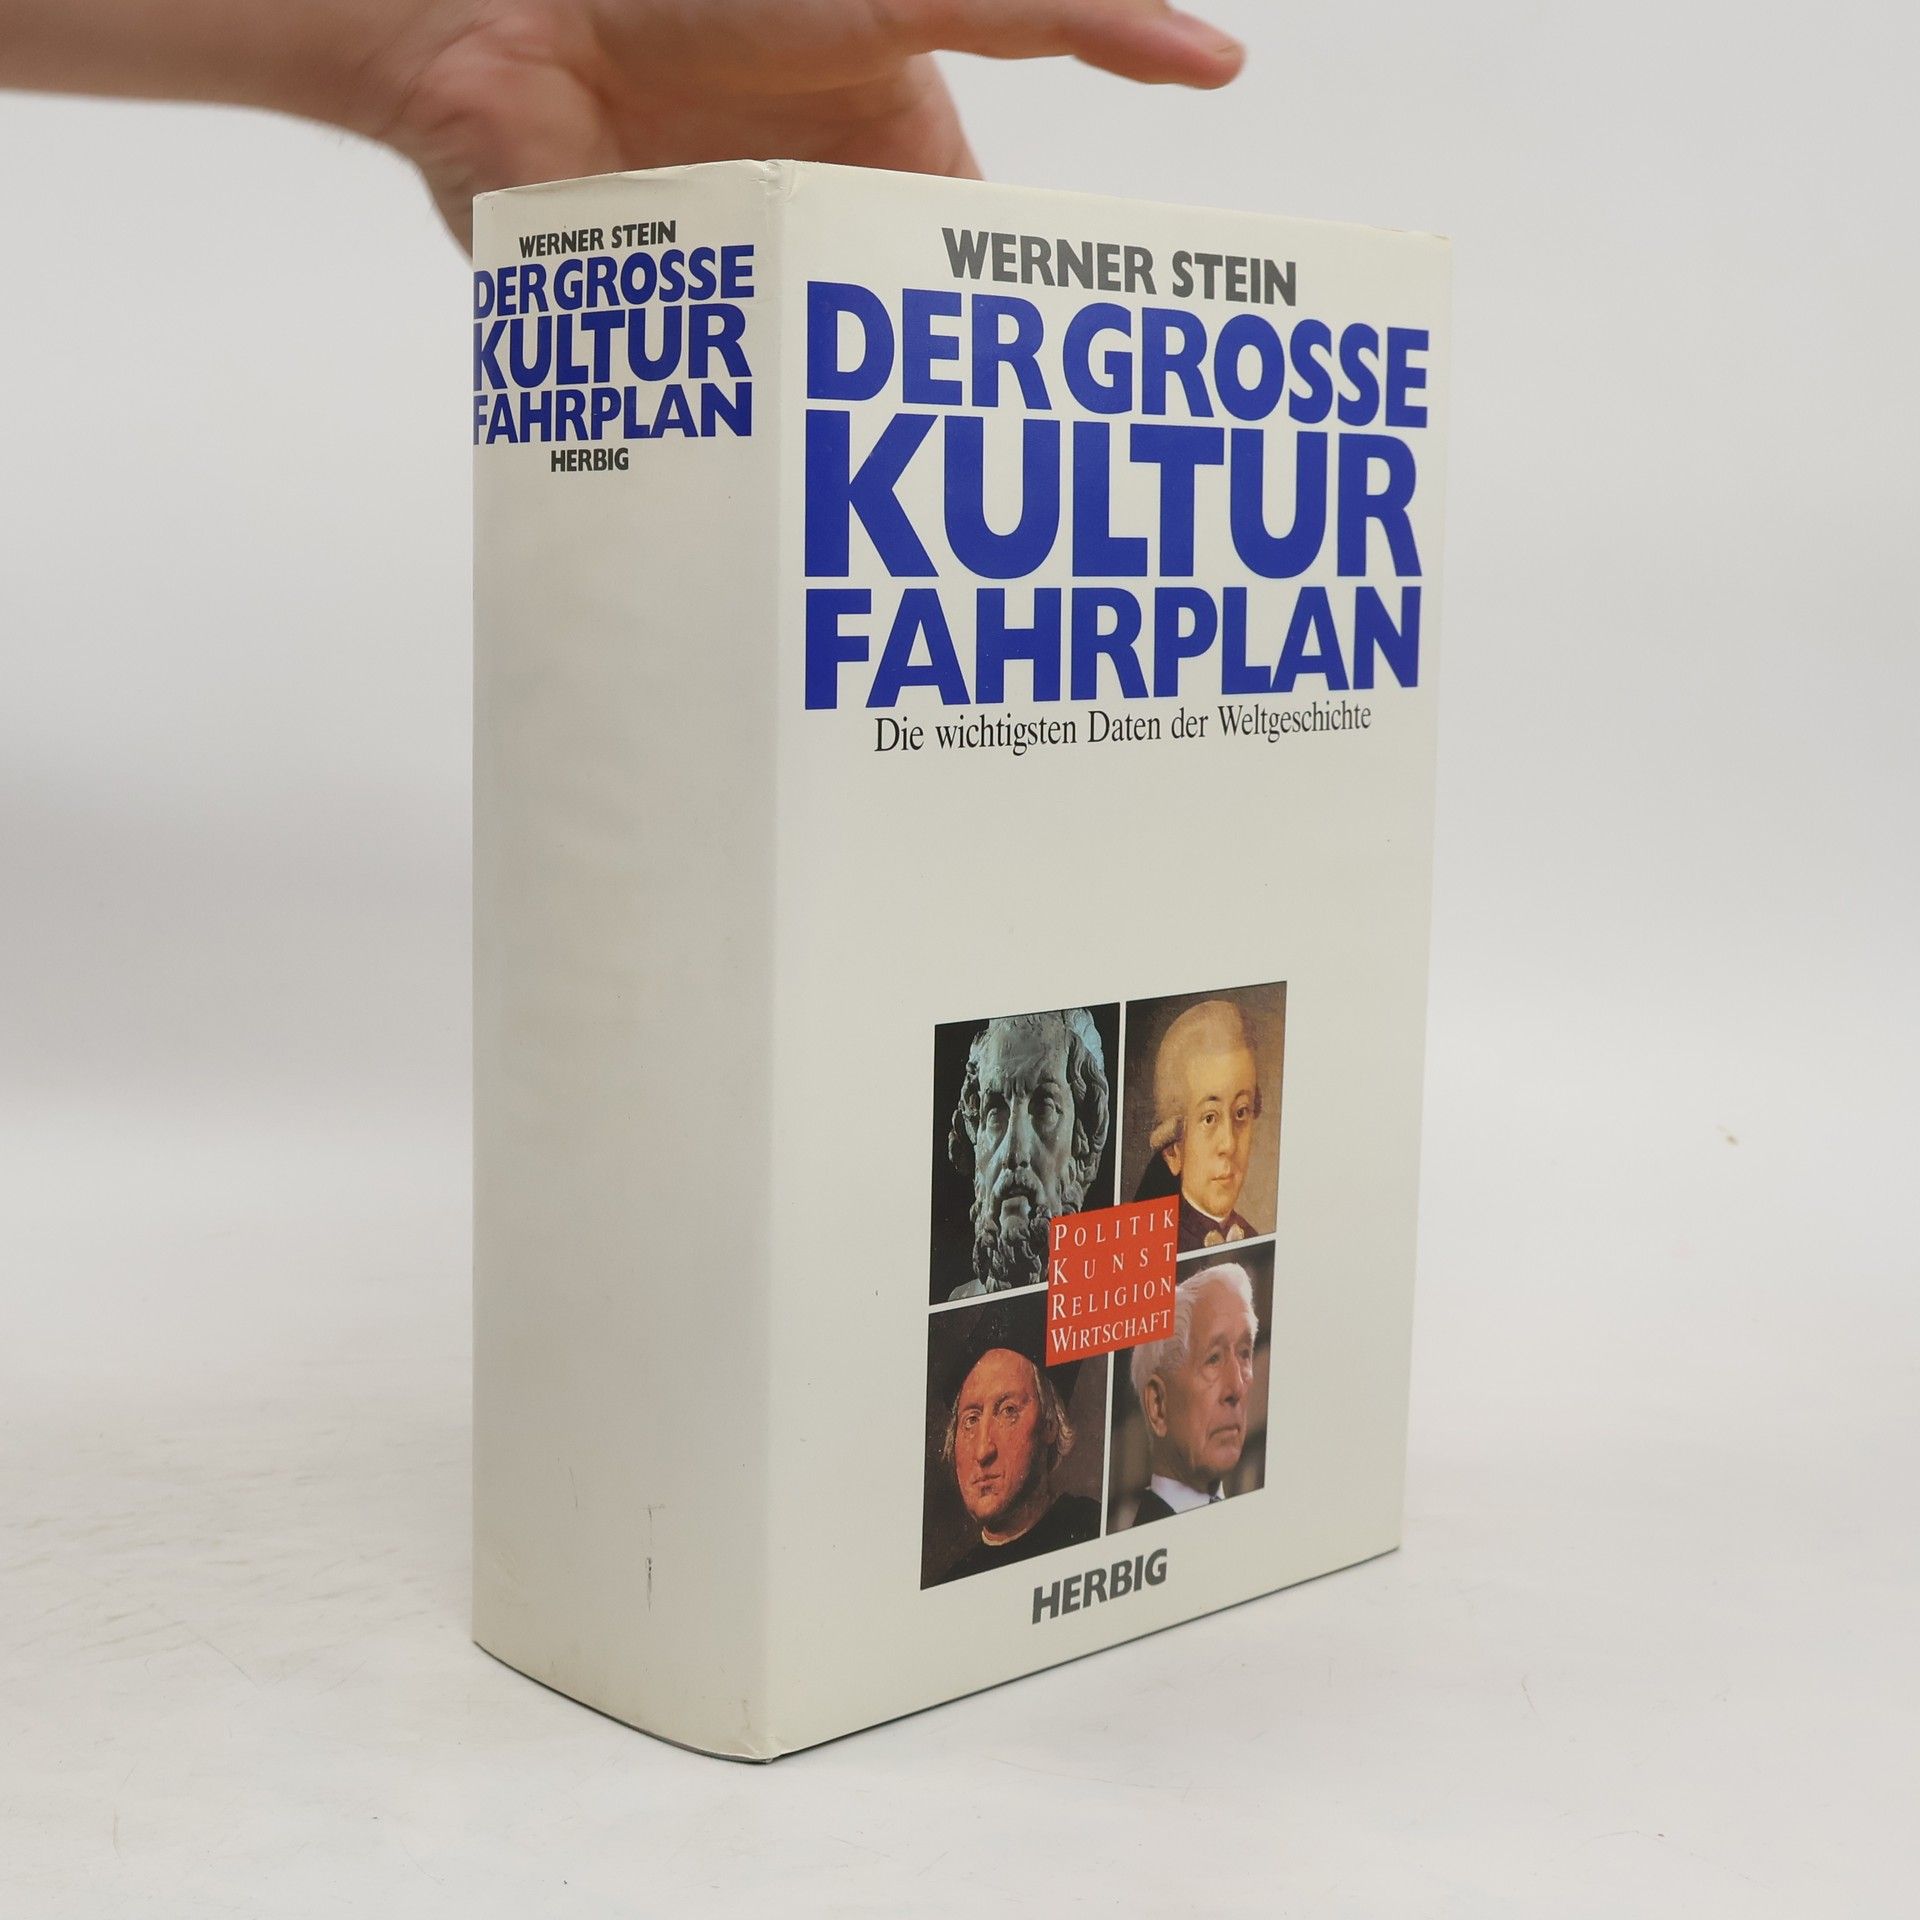 WERNER STEIN
DER GROSSE
KULTUR
FAHRPLAN
HERBIG
WERNER STEIN
DER GROSSE
KULTUR
FAHRPLAN
Die wichtigsten Daten der Weltgeschichte
POLITIK
KUNST
RELIGION
WIRTSCHAFT
HERBIG